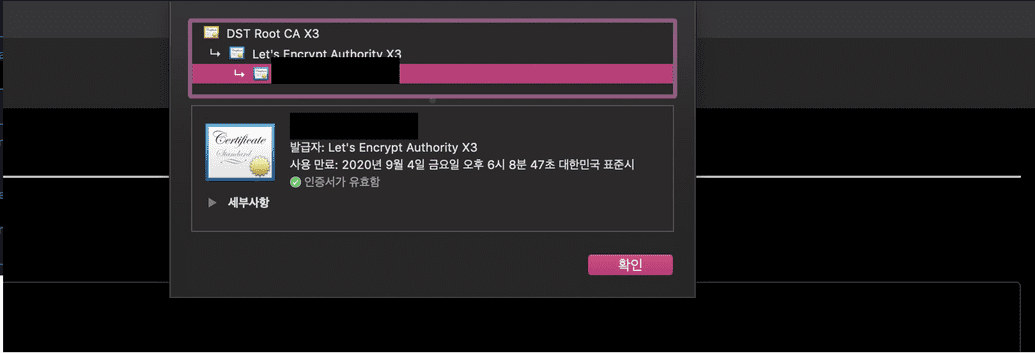 DST Root CA X3
Let's Encrypt Authority X3
Certificate
Standard
발급자: Let's Encrypt Authority X3
사용 만료: 2020년 9월 4일 금요일 오후 6시 8분 47초 대한민국 표준시
인증서가 유효함
세부사항
확인